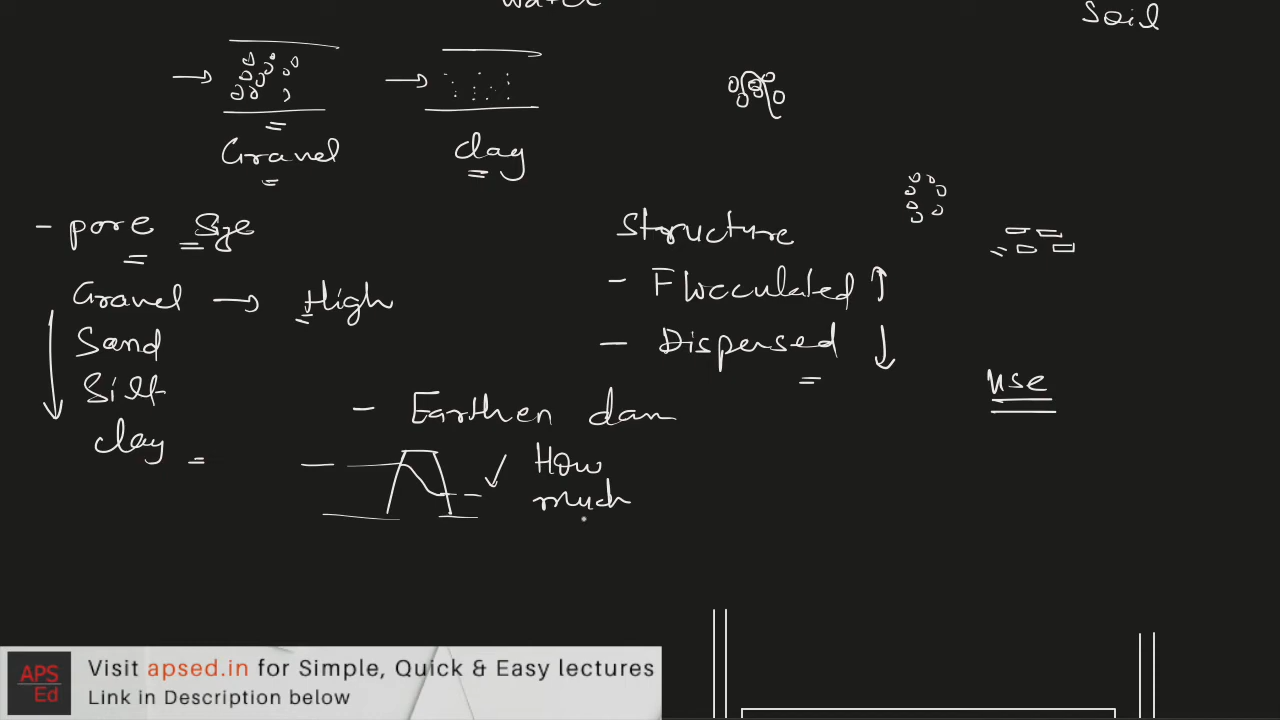 water
Soil
Gravel
clay
- pore size
Gravel → High
Sand
Silt
clay
Structure
- Flocculated ↑
- Dispersed ↓
use
- Earthen dam
How
much
APS
Ed
Visit apsed.in for Simple, Quick & Easy lectures
Link in Description below